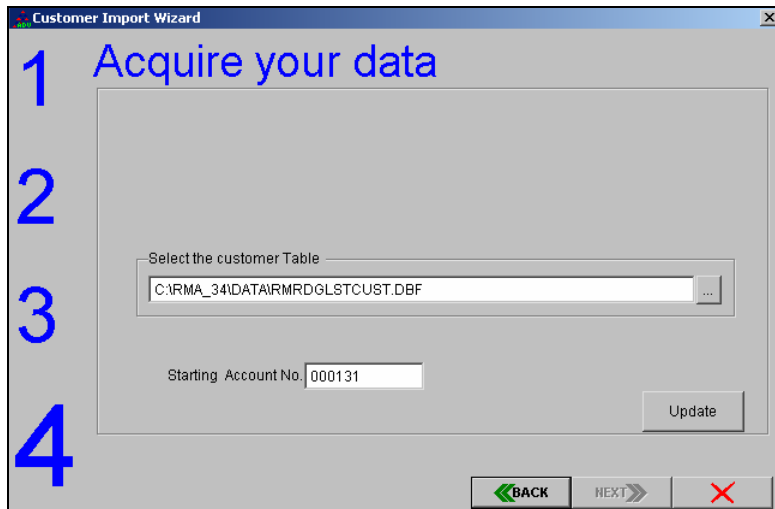 Customer Import Wizard
1
Acquire your data
2
Select the customer Table
C:\RMA_34\DATA\RMRDGLSTCUST.DBF
...
3
Starting Account No. 000131
Update
4
BACK
NEXT